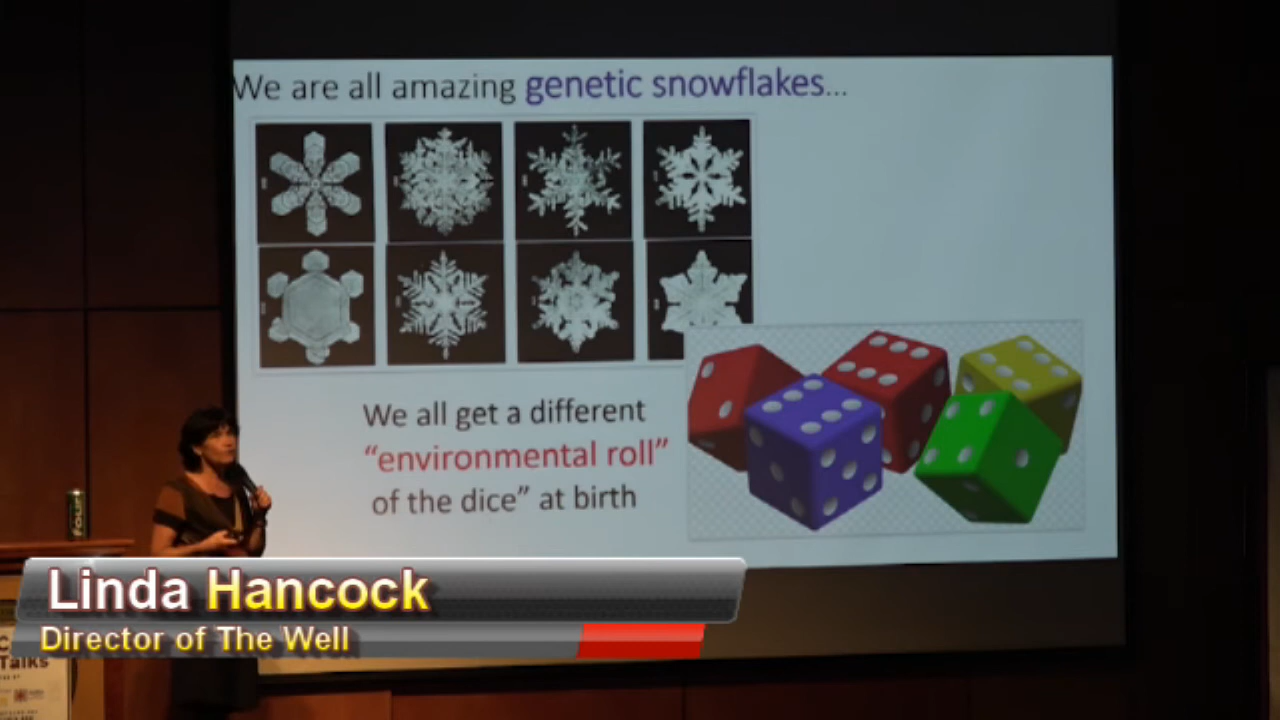 We are all amazing genetic snowflakes...
We all get a different
“environmental roll”
of the dice” at birth
Linda Hancock
Director of The Well
Talks